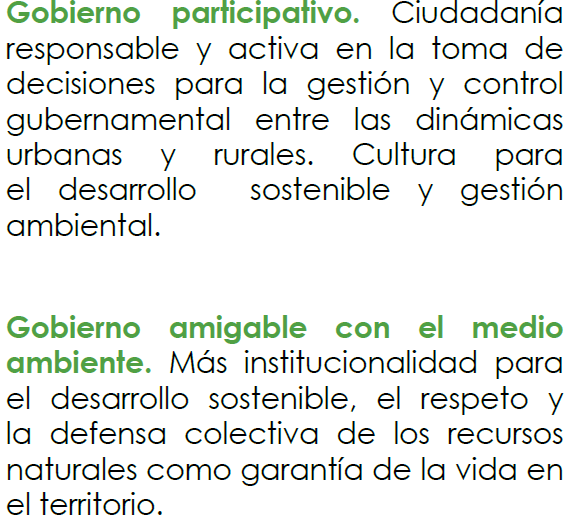 Gobierno participativo. Ciudadanía
responsable y activa en la toma de
decisiones para la gestión y control
gubernamental entre las dinámicas
urbanas y rurales. Cultura para
el desarrollo sostenible y gestión
ambiental.
Gobierno amigable con el medio
ambiente. Más institucionalidad para
el desarrollo sostenible, el respeto y
la defensa colectiva de los recursos
naturales como garantía de la vida en
el territorio.